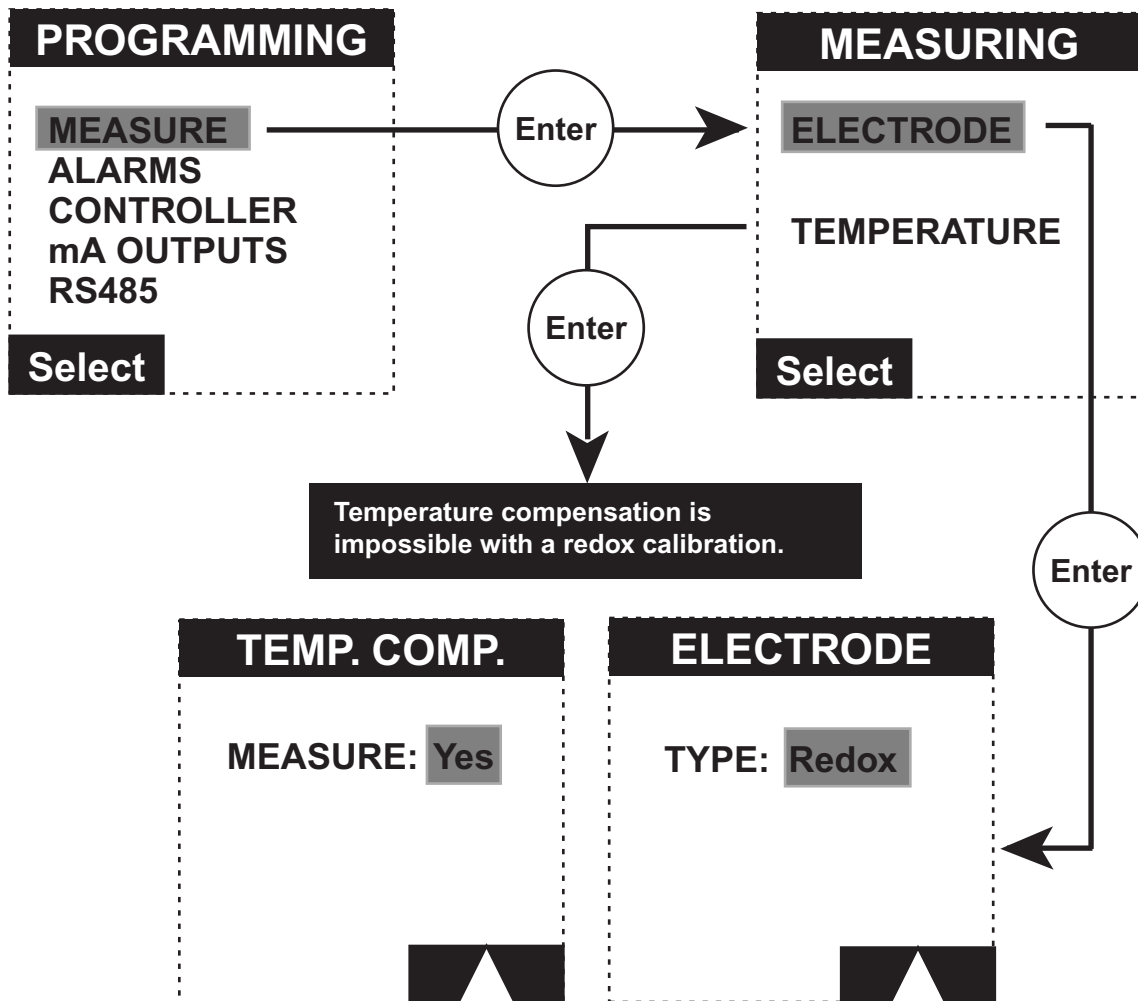 PROGRAMMING
MEASURE
ALARMS
CONTROLLER
mA OUTPUTS
RS485
Select
Enter
MEASURING
ELECTRODE
TEMPERATURE
Select
Enter
Temperature compensation is
impossible with a redox calibration.
Enter
TEMP. COMP.
MEASURE: Yes
ELECTRODE
TYPE: Redox